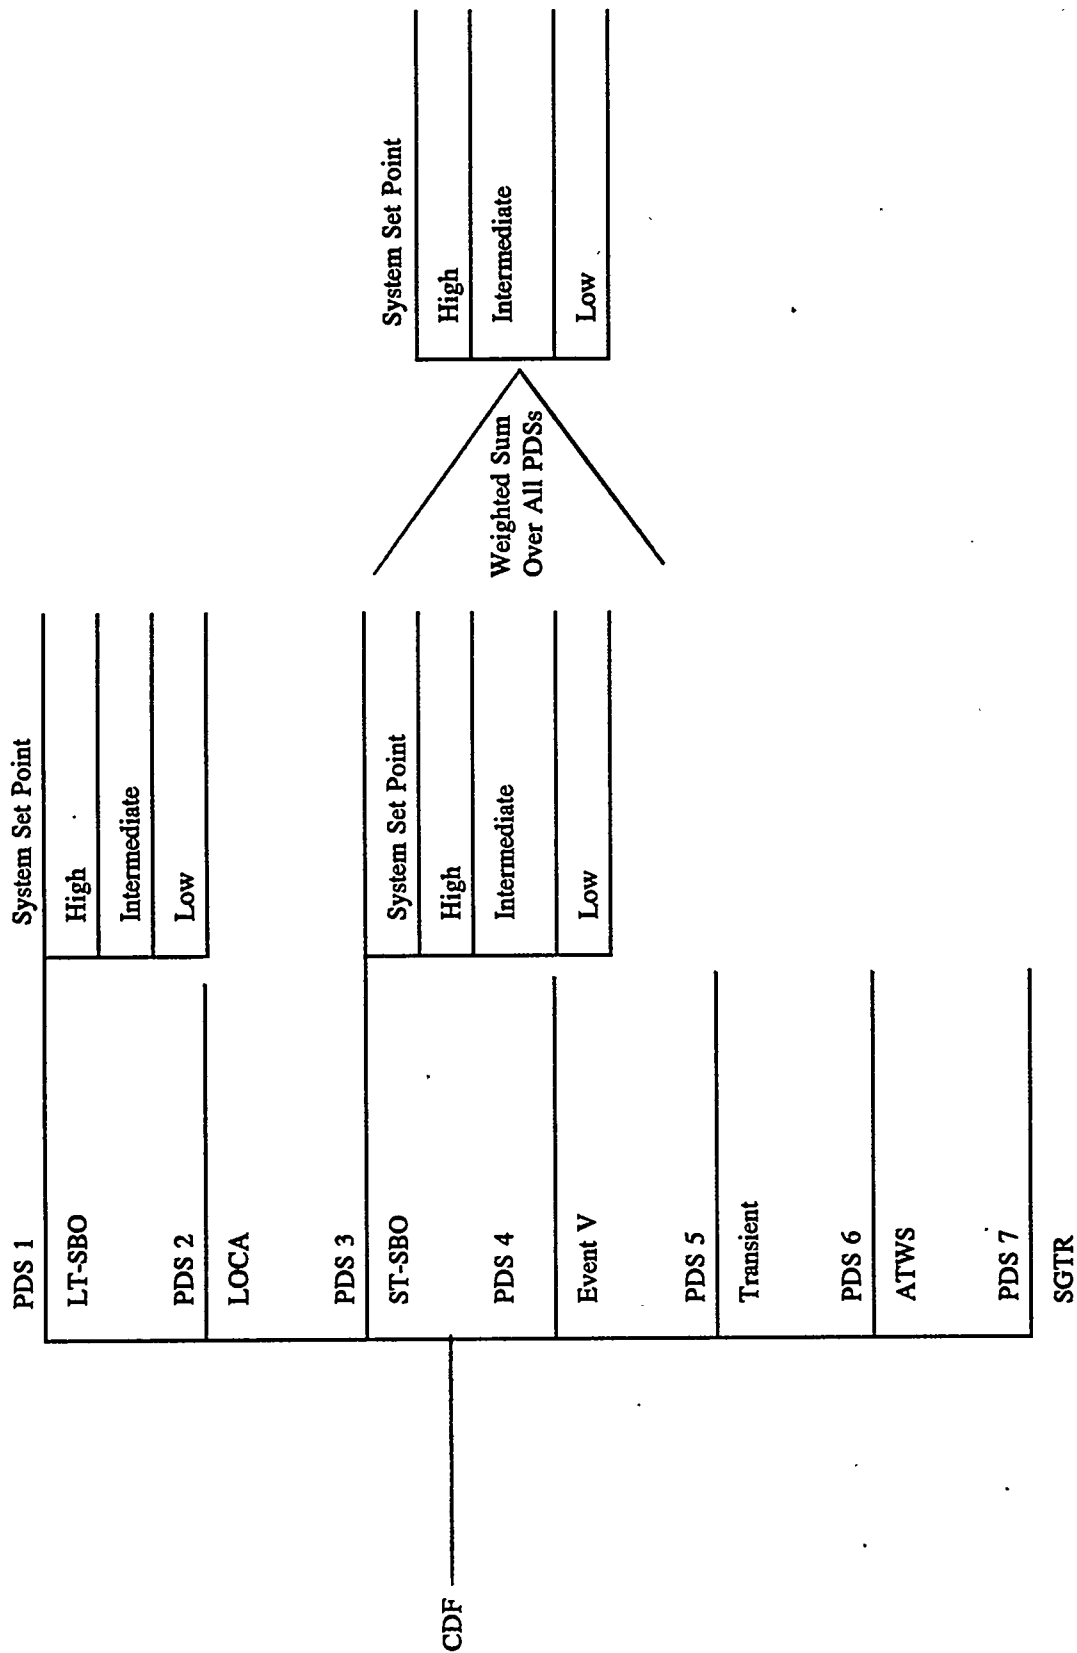 CDF
PDS 1
LT-SBO
PDS 2
LOCA
PDS 3
ST-SBO
PDS 4
Event V
PDS 5
Transient
PDS 6
ATWS
PDS 7
SGTR
System Set Point
High
Intermediate
Low
System Set Point
High
Intermediate
Low
Weighted Sum
Over All PDSs
System Set Point
High
Intermediate
Low